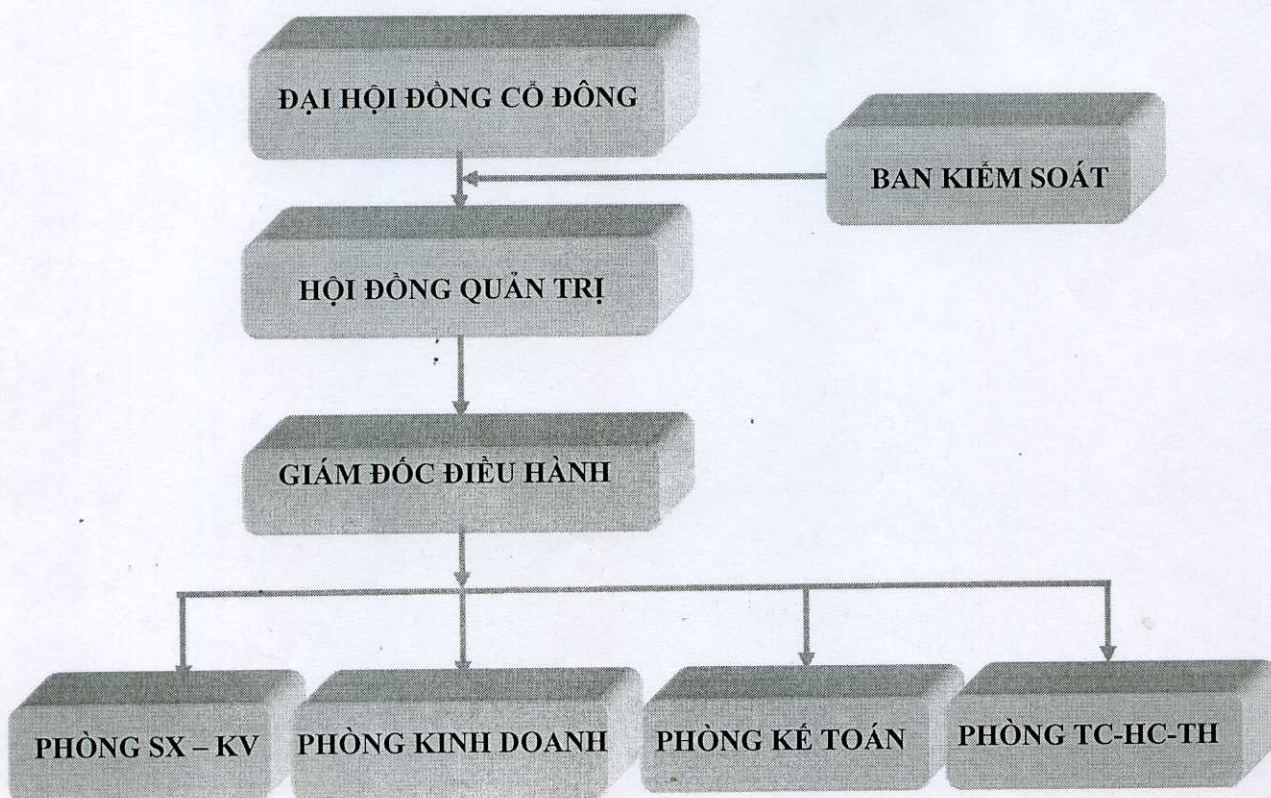 ĐẠI HỘI ĐỒNG CỔ ĐÔNG
BAN KIỂM SOÁT
HỘI ĐỒNG QUẢN TRỊ
GIÁM ĐỐC ĐIỀU HÀNH
PHÒNG SX – KV
PHÒNG KINH DOANH
PHÒNG KẾ TOÁN
PHÒNG TC-HC-TH